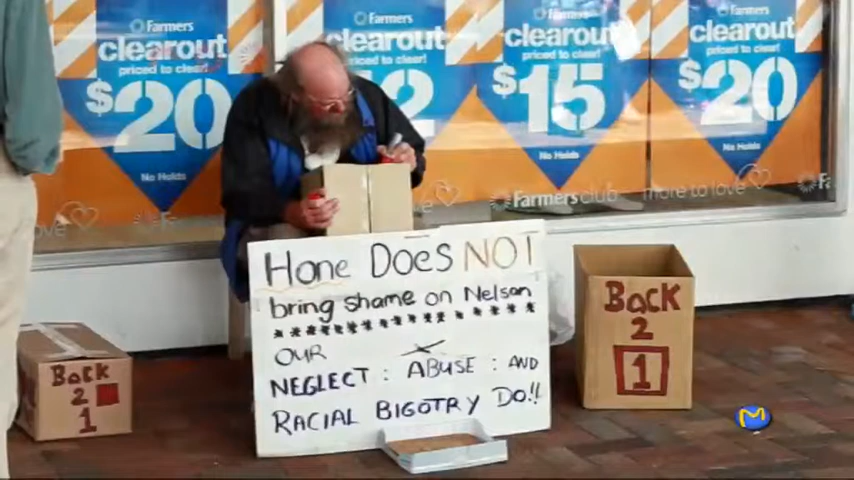 Farmers
clearout
priced to clear
$20
No Holds
Farmers
clearout
priced to clear
2
Farmers
clearout
priced to clear
$15
No Holds
Farmers
clearout
priced to clear
$20
No Holds
Farmers club
more to love
Hone Does NOT
bring shame on Nelson
OUR
NEGLECT : ABUSE : AND
RACIAL BIGOTRY DO!!
BACK
2
1
BACK
2
1
M